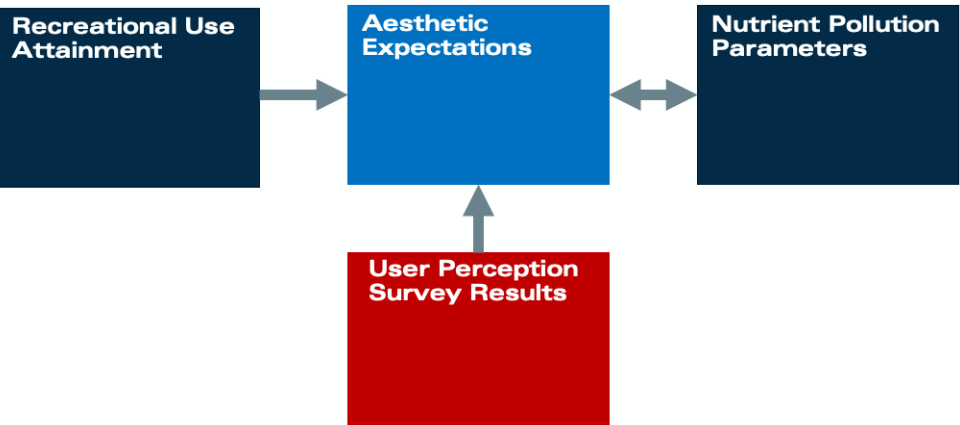 Recreational Use
Attainment
Aesthetic
Expectations
Nutrient Pollution
Parameters
User Perception
Survey Results